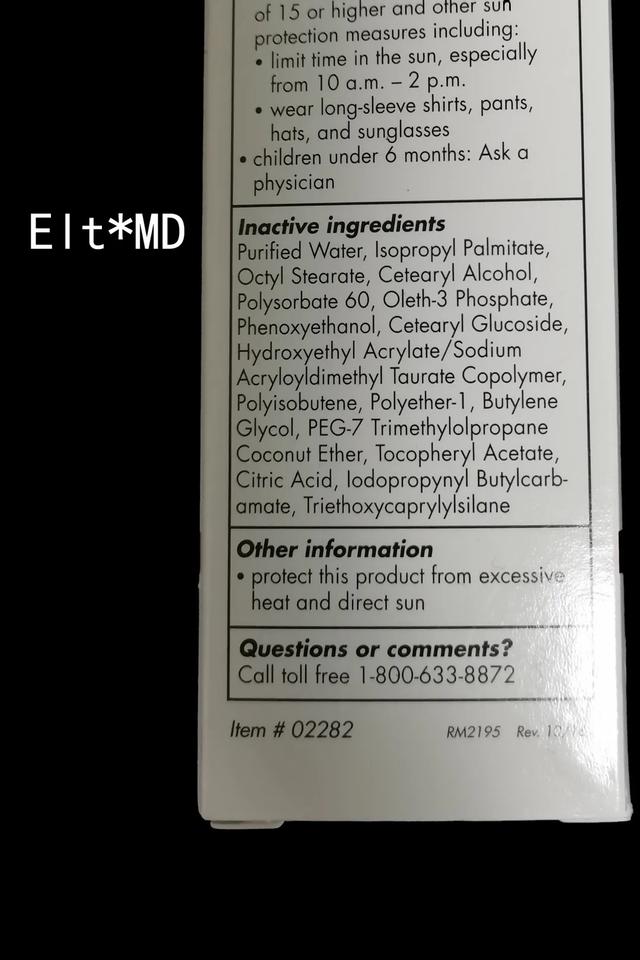 of 15 or higher and other sun
protection measures including:
• limit time in the sun, especially
from 10 a.m. – 2 p.m.
• wear long-sleeve shirts, pants,
hats, and sunglasses
• children under 6 months: Ask a
physician
Elt*MD
Inactive ingredients
Purified Water, Isopropyl Palmitate,
Octyl Stearate, Cetearyl Alcohol,
Polysorbate 60, Oleth-3 Phosphate,
Phenoxyethanol, Cetearyl Glucoside,
Hydroxyethyl Acrylate/Sodium
Acryloyldimethyl Taurate Copolymer,
Polyisobutene, Polyether-1, Butylene
Glycol, PEG-7 Trimethylolpropane
Coconut Ether, Tocopheryl Acetate,
Citric Acid, Iodopropynyl Butylcarb-
amate, Triethoxycaprylylsilane
Other information
• protect this product from excessive
heat and direct sun
Questions or comments?
Call toll free 1-800-633-8872
Item # 02282
RM2195 Rev.